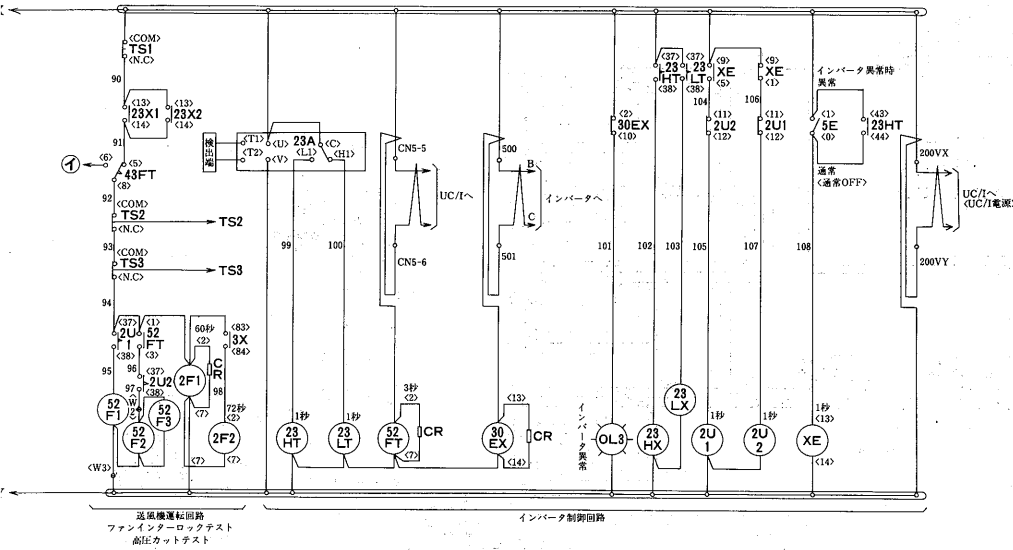 <COM>
TS1
<N.C>
90
<13>
23X1
<14>
<13>
23X2
<14>
91
イ
<6>
<5>
43FT
<8>
92
<COM>
TS2
<N.C>
TS2
93
<COM>
TS3
<N.C>
TS3
94
<37>
2U
1
<38>
<1>
52
FT
<3>
95
96
<37>
2U2
<38>
97
<W2>
52
F1
52
F2
52
F3
<W3>
60秒
<2>
2F1
CR
<7>
98
<83>
3X
<84>
72秒
<2>
2F2
<7>
送風機運転回路
ファンインターロックテスト
高圧カットテスト
検出端
<T1>
<T2>
<U>
<V>
23A
<L1>
<C>
<H1>
99
100
1秒
23
HT
1秒
23
LT
CN5-5
UC/Iへ
CN5-6
3秒
<2>
52
FT
CR
<7>
500
B
C
インバータへ
501
<13>
30
EX
CR
<14>
<2>
30EX
<10>
101
インバータ異常
OL3
<37>
23
HT
<38>
102
23
HX
<37>
23
LT
<38>
103
23
LX
<9>
XE
<5>
104
<11>
2U2
<12>
105
1秒
2U
1
<9>
XE
<1>
106
<11>
2U1
<12>
107
1秒
2U
2
インバータ異常時
異常
<1>
5E
<0>
<43>
23HT
<44>
通常
<通常OFF>
108
1秒
<13>
XE
<14>
200VX
UC/Iへ
<UC/I電源>
200VY
インバータ制御回路